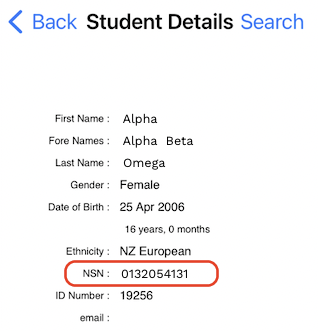 Back Student Details Search
First Name : Alpha
Fore Names : Alpha Beta
Last Name : Omega
Gender : Female
Date of Birth : 25 Apr 2006
16 years, 0 months
Ethnicity : NZ European
NSN : 0132054131
ID Number : 19256
email :